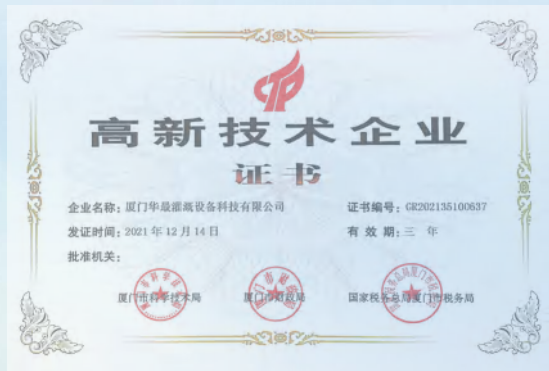 高新技术企业
证书
企业名称：厦门华最灌溉设备科技有限公司 证书编号：GR202135100637
发证时间：2021 年 12 月 14 日 有 效 期：三 年
批准机关：
厦门市科学技术局 厦门市财政局 国家税务总局厦门市税务局